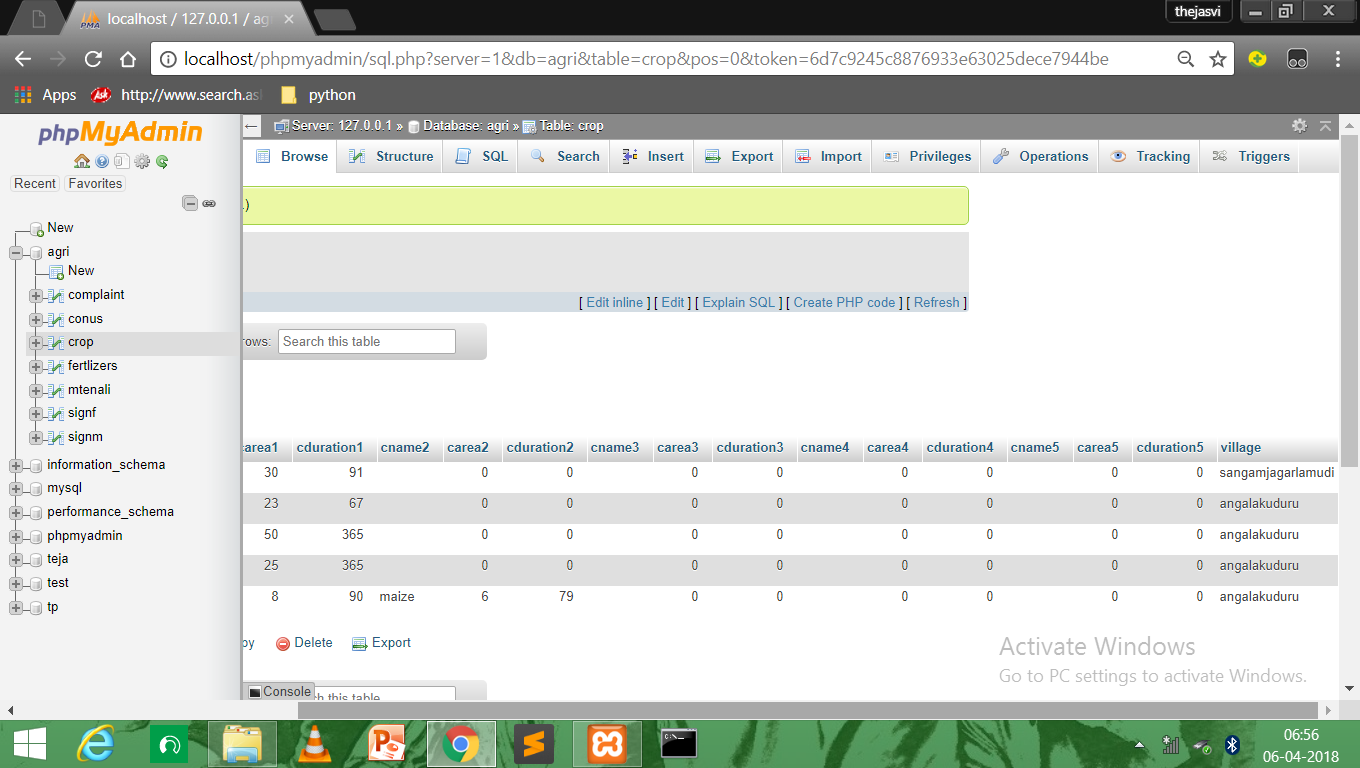 localhost / 127.0.0.1 / ag
thejasvi
localhost/phpmyadmin/sql.php?server=1&db=agri&table=crop&pos=0&token=6d7c9245c8876933e63025dece7944be
Apps Ask http://www.search.as python
phpMyAdmin
Recent Favorites
New
agri
New
complaint
conus
crop
fertlizers
mtenali
signf
signm
information_schema
mysql
performance_schema
phpmyadmin
teja
test
tp
Server: 127.0.0.1 » Database: agri » Table: crop
Browse Structure SQL Search Insert Export Import Privileges Operations Tracking Triggers
)
[ Edit inline ] [ Edit ] [ Explain SQL ] [ Create PHP code ] [ Refresh ]
rows: Search this table
carea1 cduration1 cname2 carea2 cduration2 cname3 carea3 cduration3 cname4 carea4 cduration4 cname5 carea5 cduration5 village
30 91 0 0 0 0 0 0 0 0 sangamjagarlamudi
23 67 0 0 0 0 0 0 0 0 angalakuduru
50 365 0 0 0 0 0 0 0 0 angalakuduru
25 365 0 0 0 0 0 0 0 0 angalakuduru
8 90 maize 6 79 0 0 0 0 0 0 angalakuduru
py Delete Export
Console
ch this table
Activate Windows
Go to PC settings to activate Windows.
06:56
06-04-2018